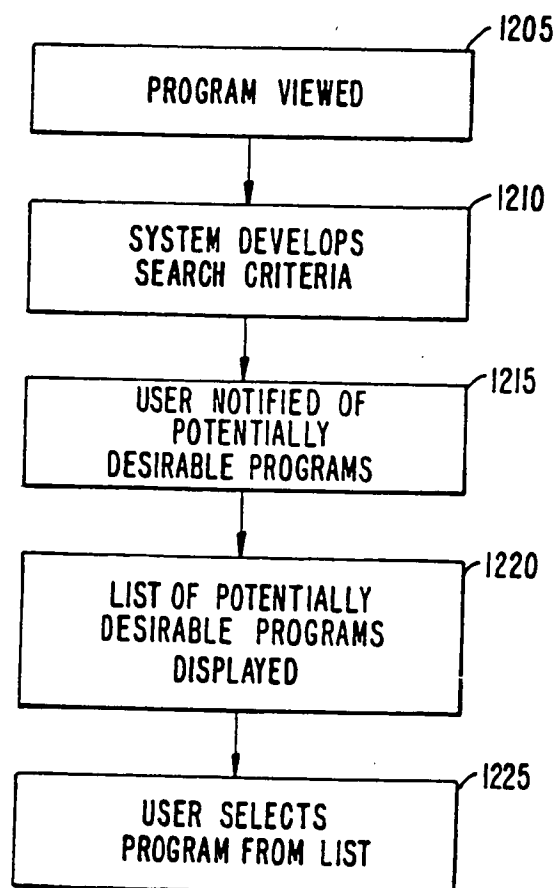 1205
PROGRAM VIEWED
1210
SYSTEM DEVELOPS
SEARCH CRITERIA
1215
USER NOTIFIED OF
POTENTIALLY
DESIRABLE PROGRAMS
1220
LIST OF POTENTIALLY
DESIRABLE PROGRAMS
DISPLAYED
1225
USER SELECTS
PROGRAM FROM LIST